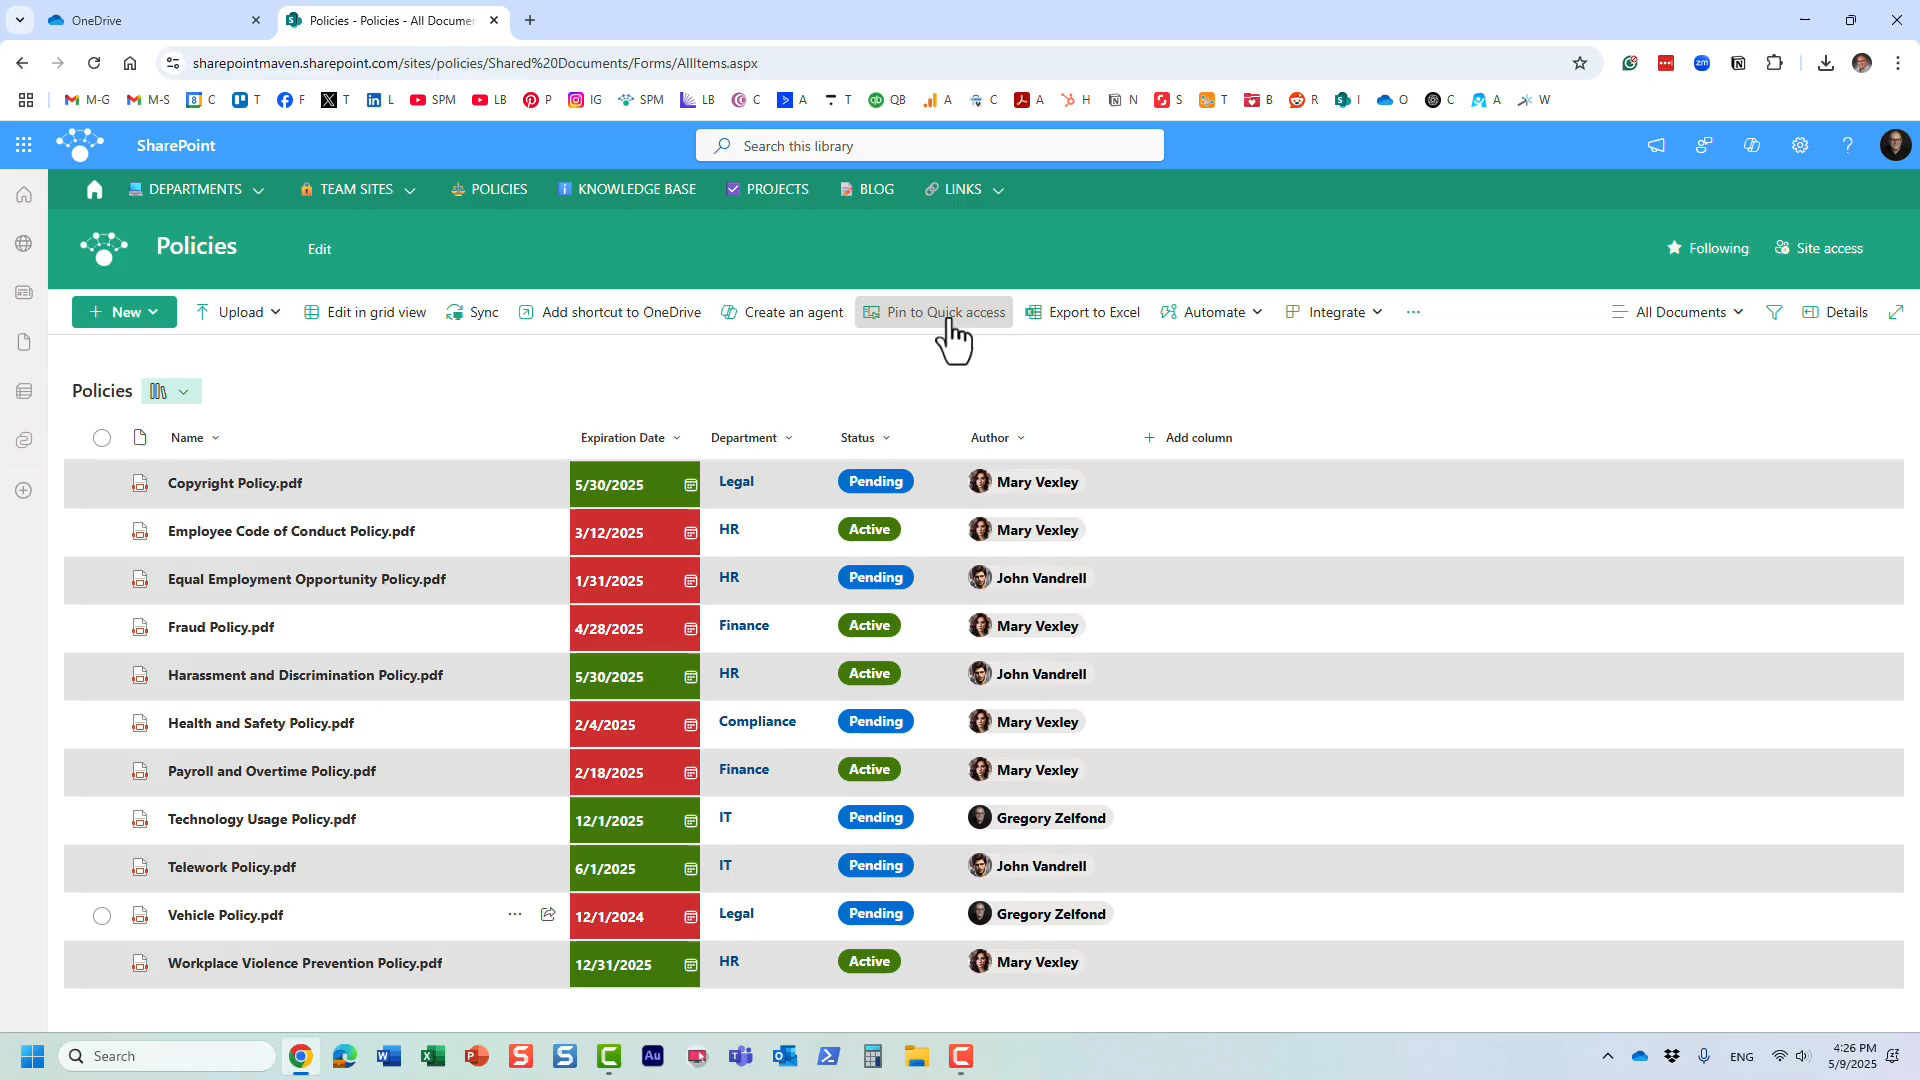 OneDrive
Policies - Policies - All Documen
sharepointmaven.sharepoint.com/sites/policies/Shared%20Documents/Forms/AllItems.aspx
M-G M-S C T F T L SPM LB P IG SPM LB C A T QB A C A H N S T B R I O C A W
SharePoint
Search this library
DEPARTMENTS TEAM SITES POLICIES KNOWLEDGE BASE PROJECTS BLOG LINKS
Policies Edit Following Site access
New Upload Edit in grid view Sync Add shortcut to OneDrive Create an agent Pin to Quick access Export to Excel Automate Integrate ... All Documents Details
Policies
Name Expiration Date Department Status Author + Add column
Copyright Policy.pdf 5/30/2025 Legal Pending Mary Vexley
Employee Code of Conduct Policy.pdf 3/12/2025 HR Active Mary Vexley
Equal Employment Opportunity Policy.pdf 1/31/2025 HR Pending John Vandrell
Fraud Policy.pdf 4/28/2025 Finance Active Mary Vexley
Harassment and Discrimination Policy.pdf 5/30/2025 HR Active John Vandrell
Health and Safety Policy.pdf 2/4/2025 Compliance Pending Mary Vexley
Payroll and Overtime Policy.pdf 2/18/2025 Finance Active Mary Vexley
Technology Usage Policy.pdf 12/1/2025 IT Pending Gregory Zelfond
Telework Policy.pdf 6/1/2025 IT Pending John Vandrell
Vehicle Policy.pdf 12/1/2024 Legal Pending Gregory Zelfond
Workplace Violence Prevention Policy.pdf 12/31/2025 HR Active Mary Vexley
Search
ENG
4:26 PM
5/9/2025